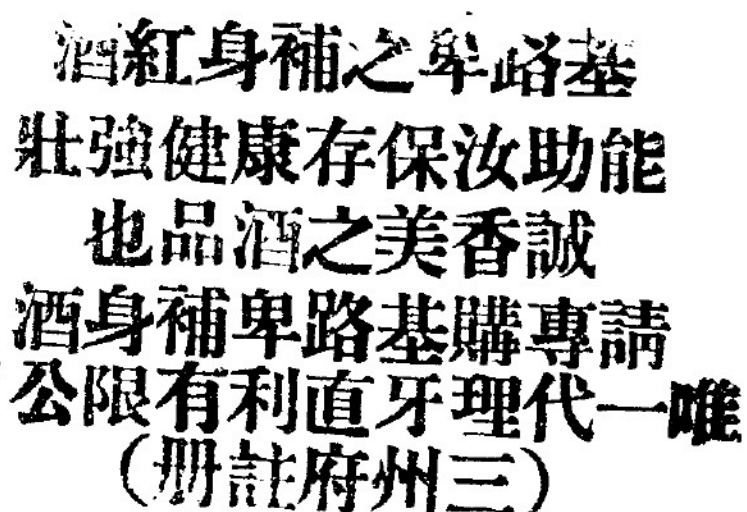 基路卑之補身紅酒
能助汝保存康健強壯
誠香美之酒品也
請專購基路卑補身酒
唯一代理牙直利有限公
（三州府註册）